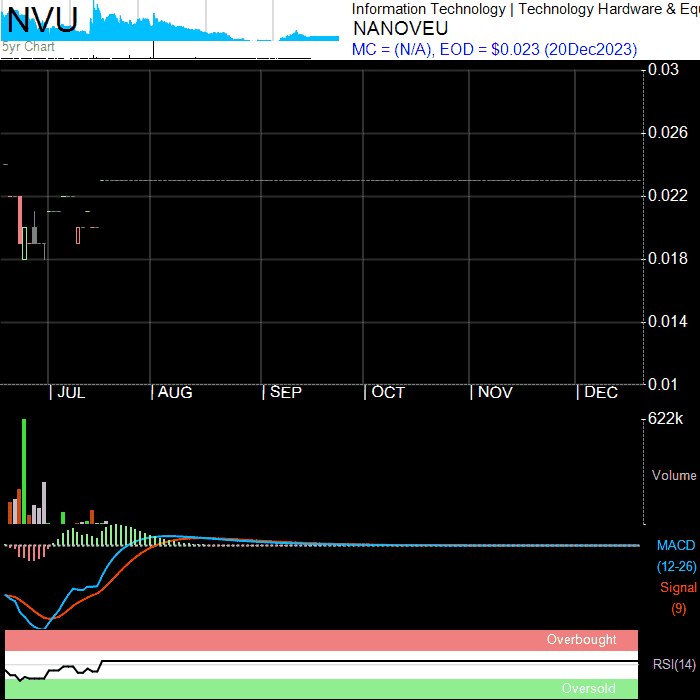 NVU
5yr Chart
Information Technology | Technology Hardware & Equ
NANOVEU
MC = (N/A), EOD = $0.023 (20Dec2023)
0.03
0.026
0.022
0.018
0.014
0.01
| JUL | AUG | SEP | OCT | NOV | DEC
622k
Volume
MACD
(12-26)
Signal
(9)
Overbought
RSI(14)
Oversold